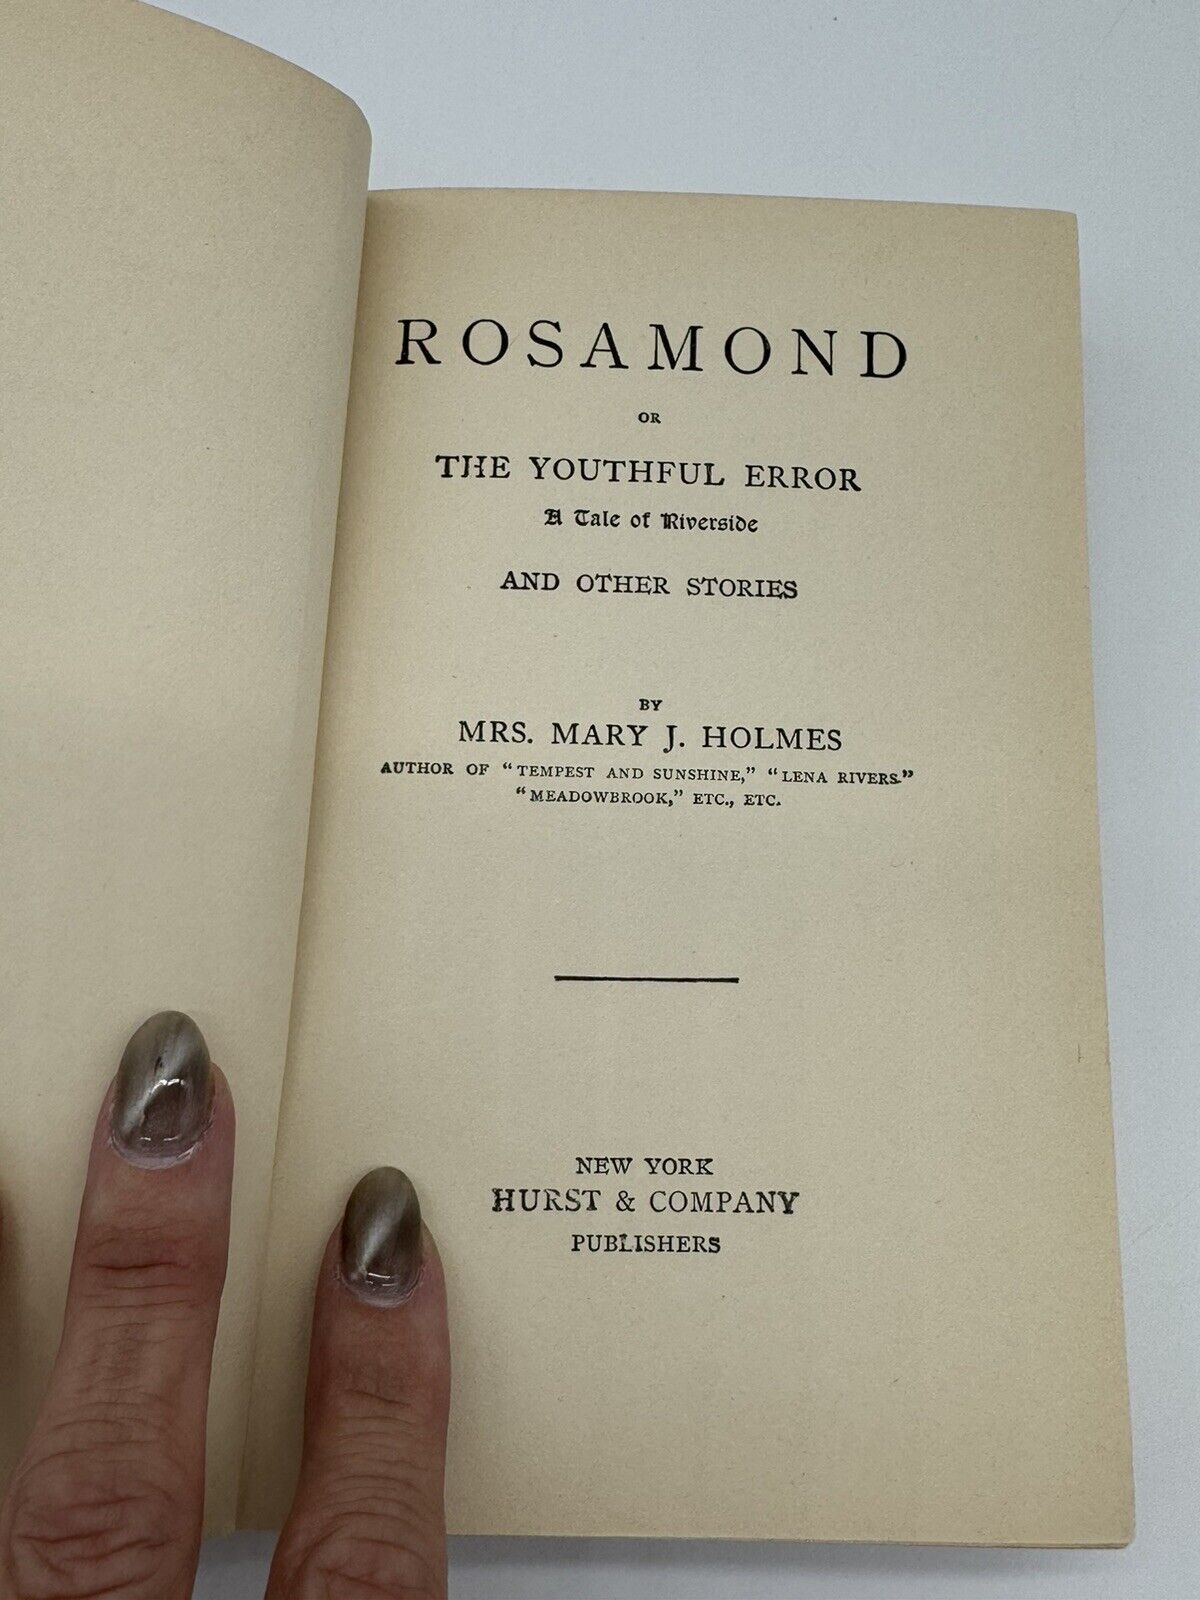 ROSAMOND
OR
THE YOUTHFUL ERROR
A Tale of Riverside
AND OTHER STORIES
BY
MRS. MARY J. HOLMES
AUTHOR OF "TEMPEST AND SUNSHINE," "LENA RIVERS."
"MEADOWBROOK," ETC., ETC.
NEW YORK
HURST & COMPANY
PUBLISHERS